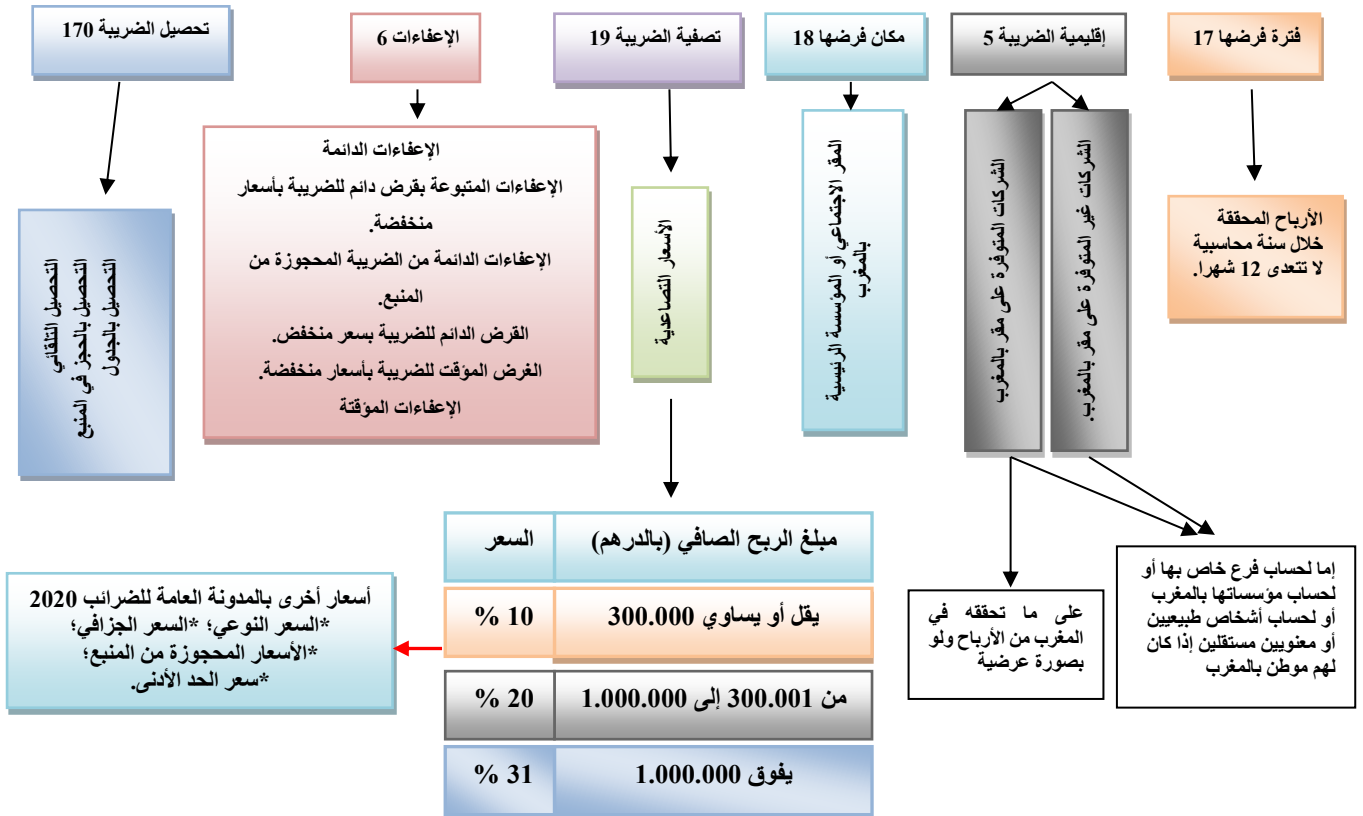 فترة فرضها 17
إقليمية الضريبة 5
مكان فرضها 18
تصفية الضريبة 19
الإعفاءات 6
تحصيل الضريبة 170
الأرباح المحققة
خلال سنة محاسبية
لا تتعدى 12 شهرا.
الشركات غير المتوفرة على مقر بالمغرب.
الشركات المتوفرة على مقر بالمغرب
المقر الاجتماعي أو المؤسسة الرئيسية
بالمغرب
الأسعار التصاعدية
الإعفاءات الدائمة
الإعفاءات المتبوعة بقرض دائم للضريبة بأسعار
منخفضة.
الإعفاءات الدائمة من الضريبة المحجوزة من
المنبع.
القرض الدائم للضريبة بسعر منخفض.
الغرض المؤقت للضريبة بأسعار منخفضة.
الإعفاءات المؤقتة
التحصيل التلقائي
التحصيل بالحجز في المنبع
التحصيل بالجدول
إما لحساب فرع خاص بها أو
لحساب مؤسساتها بالمغرب
أو لحساب أشخاص طبيعيين
أو معنويين مستقلين إذا كان
لهم موطن بالمغرب
على ما تحققه في
المغرب من الأرباح ولو
بصورة عرضية
مبلغ الربح الصافي (بالدرهم) السعر
يقل أو يساوي 300.000 10 %
من 300.001 إلى 1.000.000 20 %
يفوق 1.000.000 31 %
أسعار أخرى بالمدونة العامة للضرائب 2020
*السعر النوعي؛ *السعر الجزافي؛
*الأسعار المحجوزة من المنبع؛
*سعر الحد الأدنى.